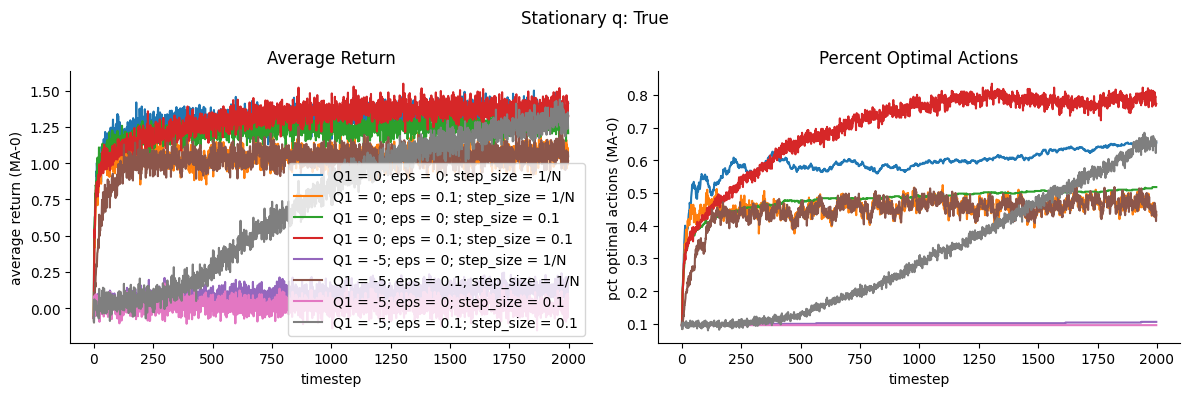 Stationary q: True
Average Return
average return (MA-0)
1.50
1.25
1.00
0.75
0.50
0.25
0.00
Q1 = 0; eps = 0; step_size = 1/N
Q1 = 0; eps = 0.1; step_size = 1/N
Q1 = 0; eps = 0; step_size = 0.1
Q1 = 0; eps = 0.1; step_size = 0.1
Q1 = -5; eps = 0; step_size = 1/N
Q1 = -5; eps = 0.1; step_size = 1/N
Q1 = -5; eps = 0; step_size = 0.1
Q1 = -5; eps = 0.1; step_size = 0.1
0 250 500 750 1000 1250 1500 1750 2000
timestep
Percent Optimal Actions
pct optimal actions (MA-0)
0.8
0.7
0.6
0.5
0.4
0.3
0.2
0.1
0 250 500 750 1000 1250 1500 1750 2000
timestep